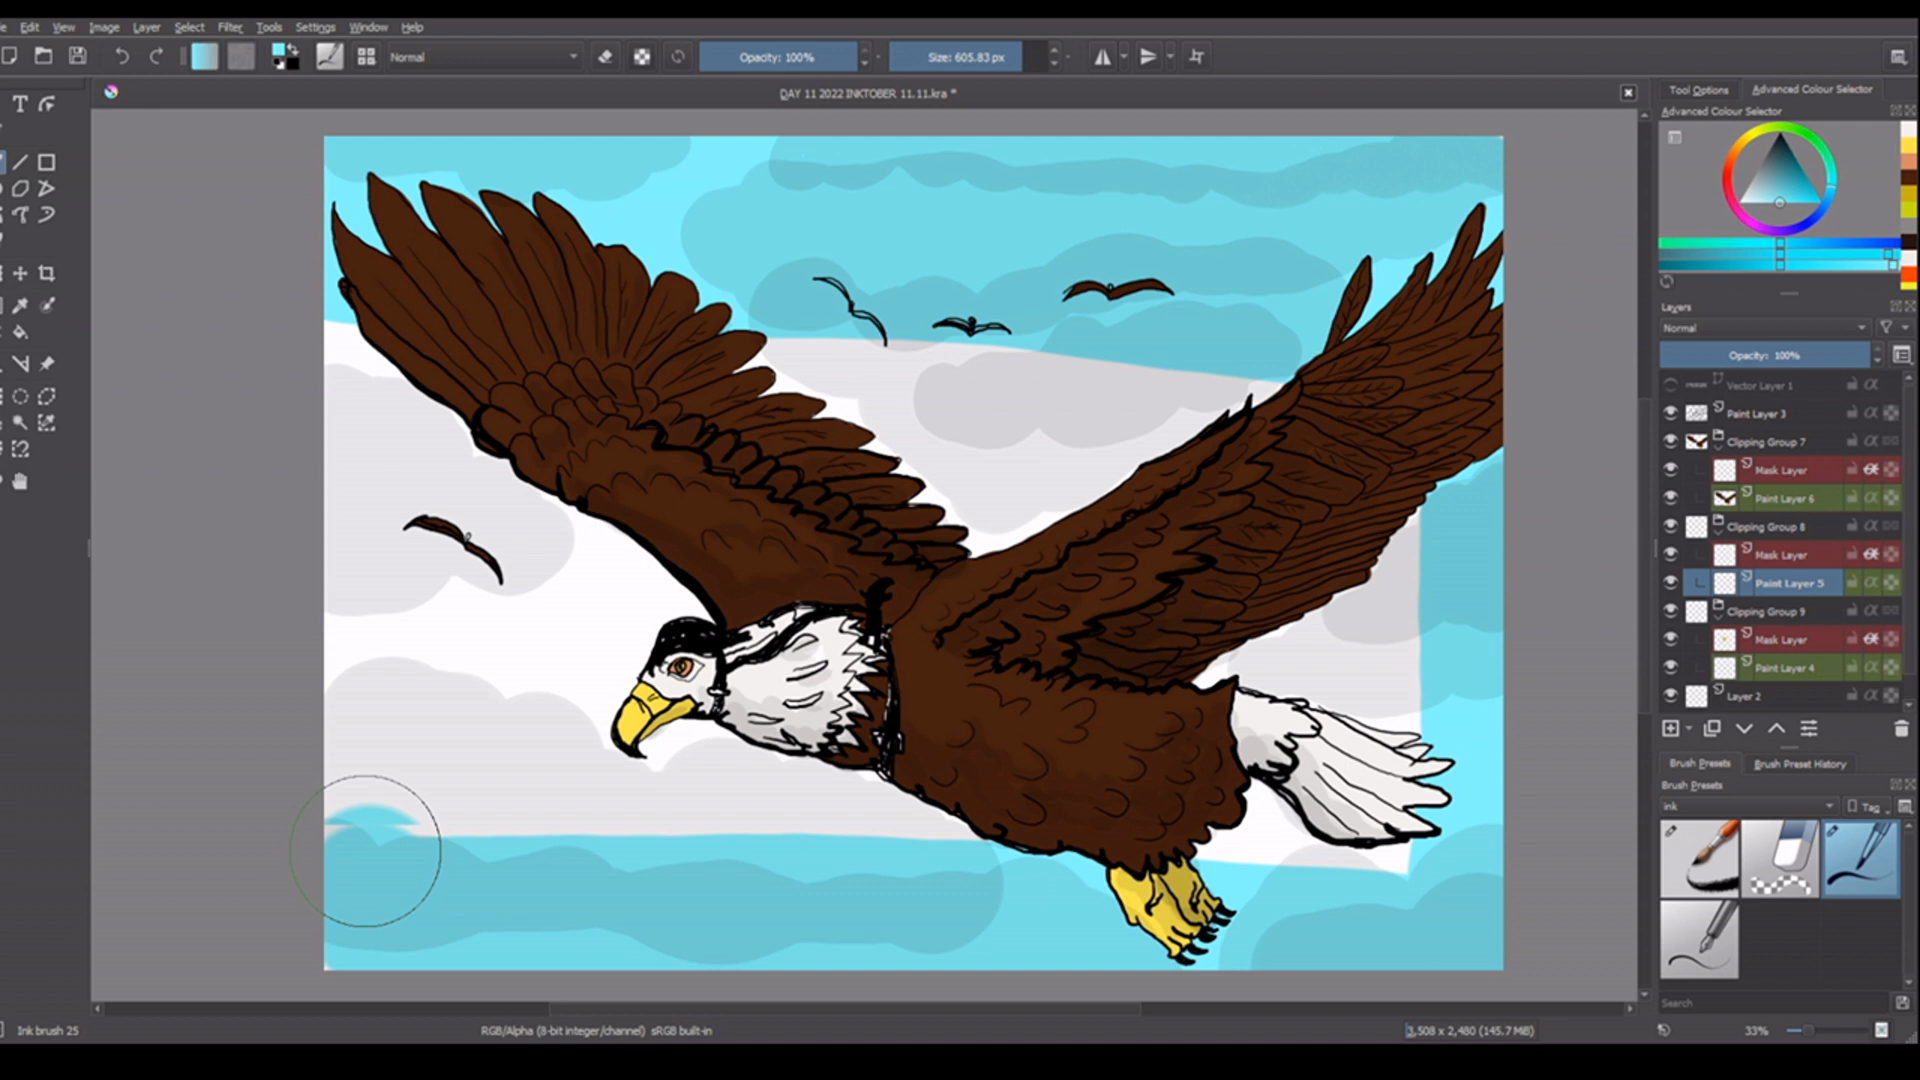 Edit View Image Layer Select Filter Tools Settings Window Help
Normal
Opacity: 100%
Size: 605.83 px
DAY 11 2022 INKTOBER 11.11.kra *
Tool Options
Advanced Colour Selector
Advanced Colour Selector
Layers
Normal
Opacity: 100%
Vector Layer 1
Paint Layer 3
Clipping Group 7
Mask Layer
Paint Layer 6
Clipping Group 8
Mask Layer
Paint Layer 5
Clipping Group 9
Mask Layer
Paint Layer 4
Layer 2
Brush Presets
Brush Preset History
Brush Presets
ink
Tag
Search
Ink brush 25
RGB/Alpha (8-bit integer/channel) sRGB built-in
3,508 x 2,480 (145.7 MiB)
33%